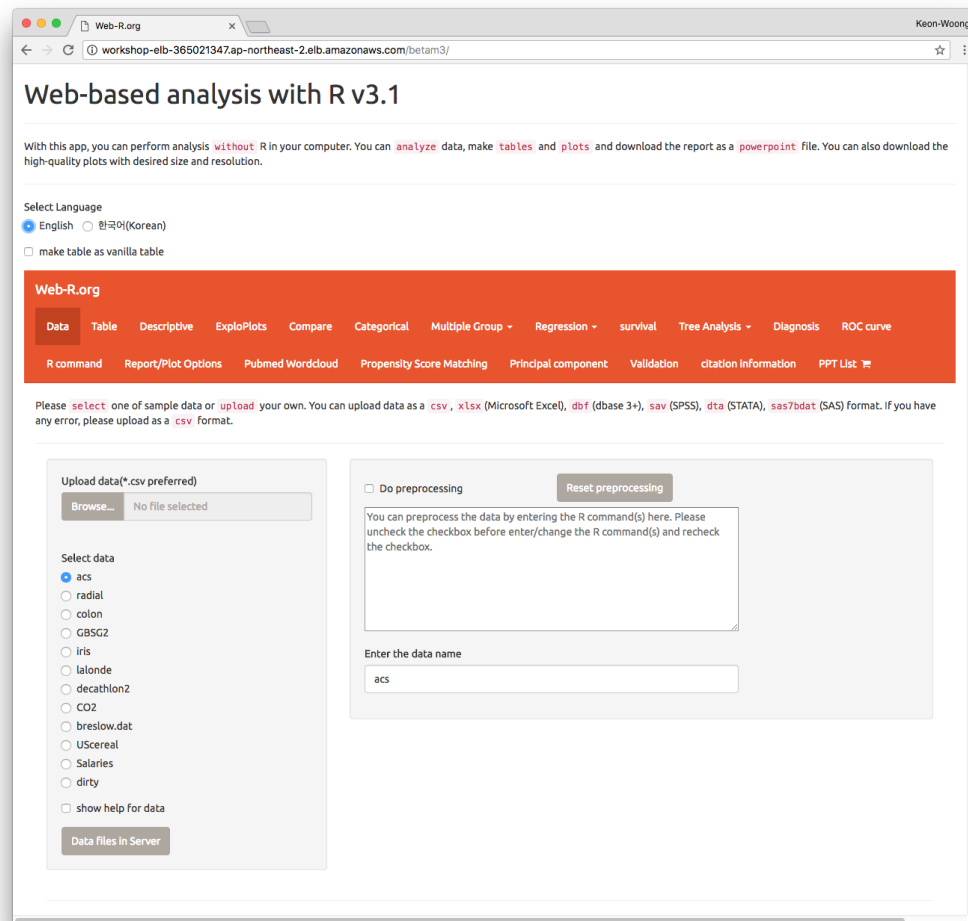 Web-R.org
Keon-Woong
workshop-elb-365021347.ap-northeast-2.elb.amazonaws.com/betam3/
Web-based analysis with R v3.1
With this app, you can perform analysis without R in your computer. You can analyze data, make tables and plots and download the report as a powerpoint file. You can also download the
high-quality plots with desired size and resolution.
Select Language
English 한국어(Korean)
make table as vanilla table
Web-R.org
Data Table Descriptive ExploPlots Compare Categorical Multiple Group Regression survival Tree Analysis Diagnosis ROC curve
R command Report/Plot Options Pubmed Wordcloud Propensity Score Matching Principal component Validation citation information PPT List
Please select one of sample data or upload your own. You can upload data as a csv, xlsx (Microsoft Excel), dbf (dbase 3+), sav (SPSS), dta (STATA), sas7bdat (SAS) format. If you have
any error, please upload as a csv format.
Upload data(*.csv preferred)
Browse... No file selected
Select data
acs
radial
colon
GBSG2
iris
lalonde
decathlon2
CO2
breslow.dat
UScereal
Salaries
dirty
show help for data
Data files in Server
Do preprocessing Reset preprocessing
You can preprocess the data by entering the R command(s) here. Please
uncheck the checkbox before enter/change the R command(s) and recheck
the checkbox.
Enter the data name
acs